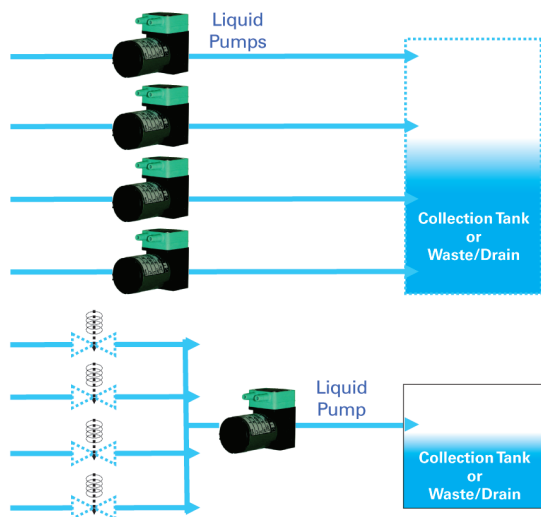 Liquid
Pumps
Collection Tank
or
Waste/Drain
Liquid
Pump
Collection Tank
or
Waste/Drain